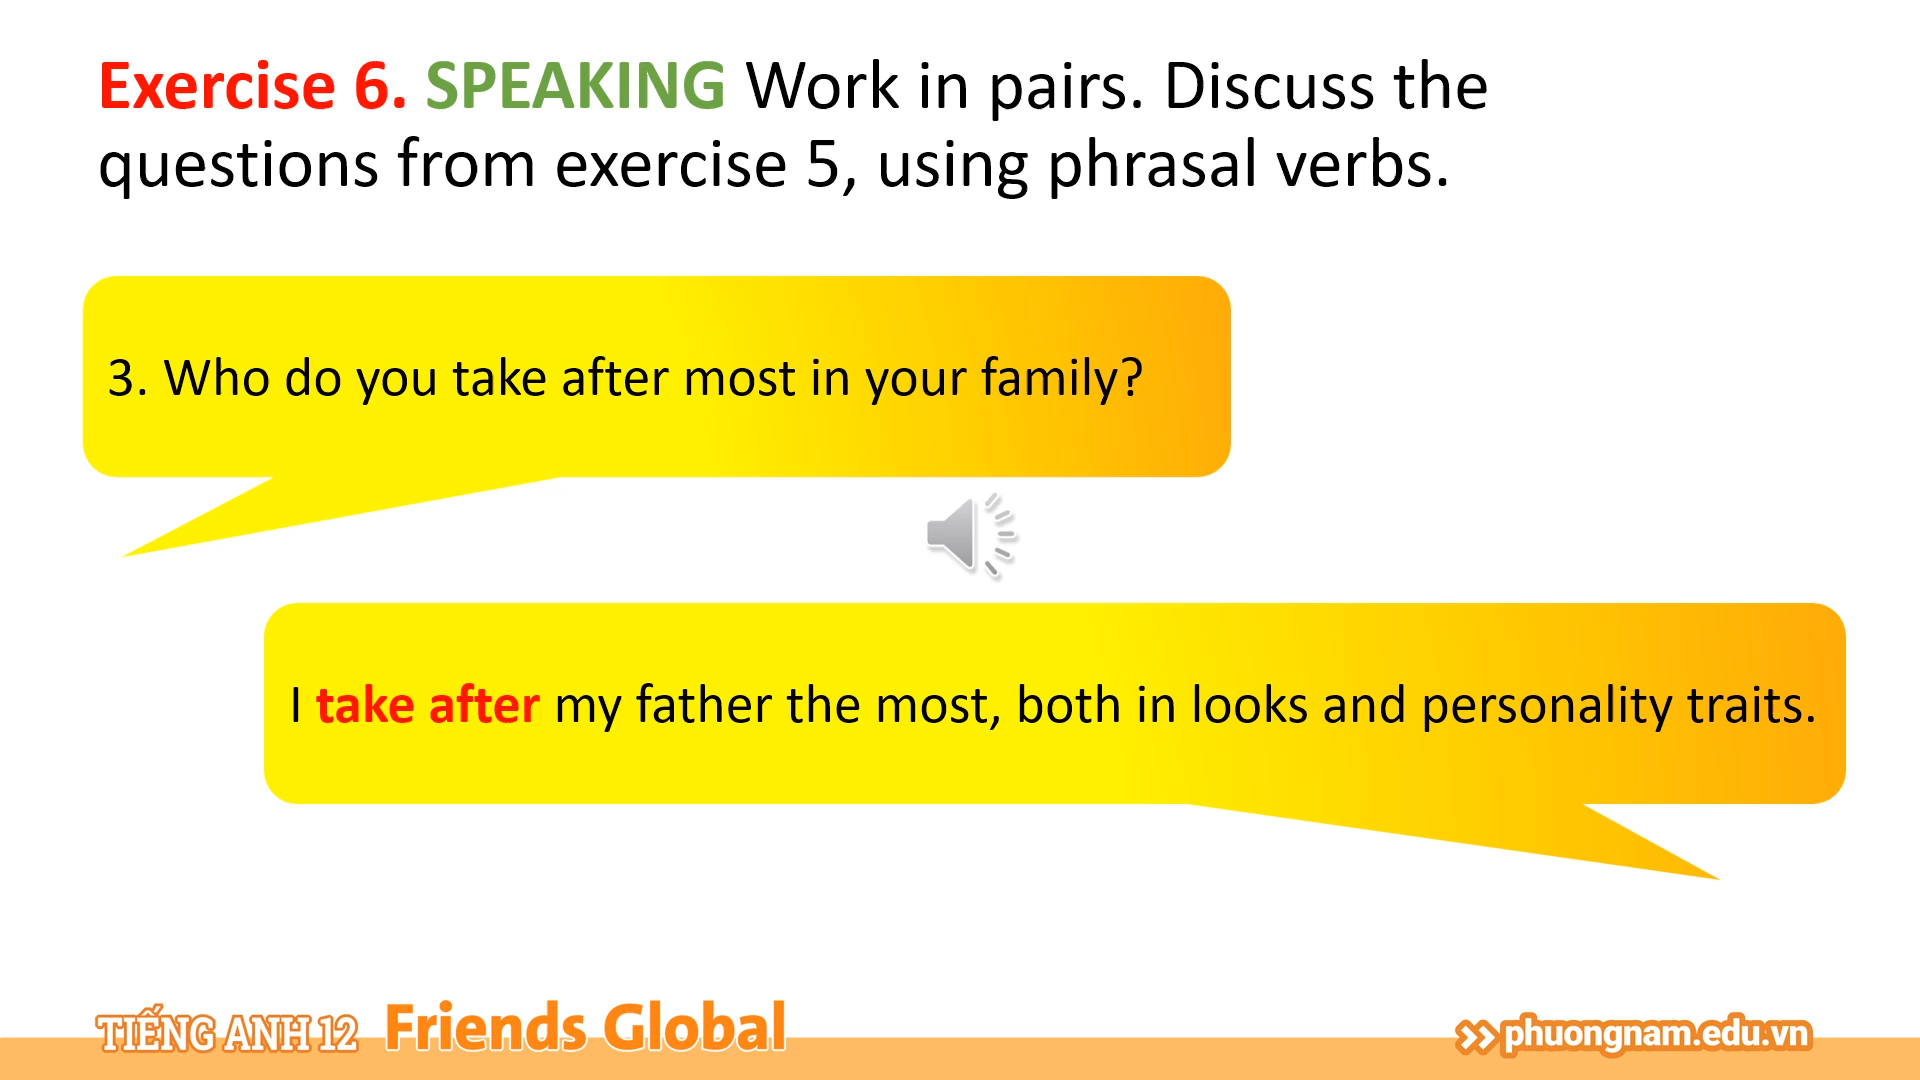 Exercise 6. SPEAKING Work in pairs. Discuss the
questions from exercise 5, using phrasal verbs.
3. Who do you take after most in your family?
I take after my father the most, both in looks and personality traits.
TIẾNG ANH 12 Friends Global
phuongnam.edu.vn